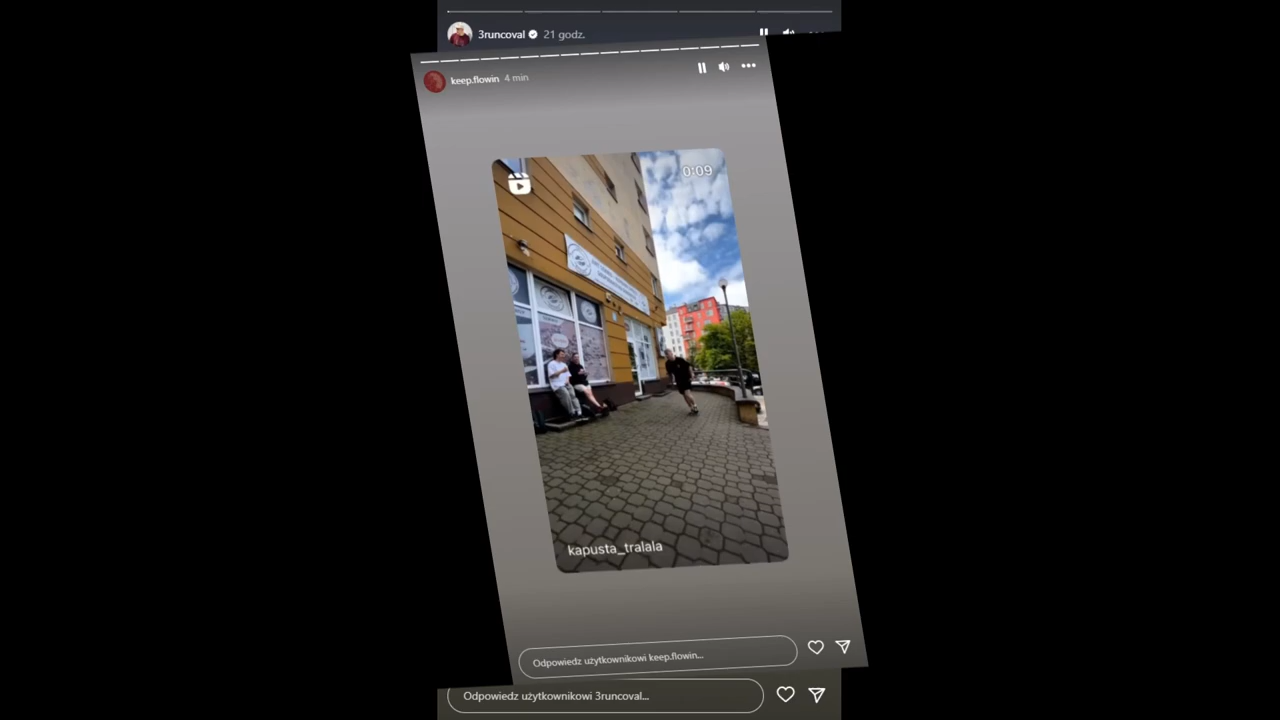 3runcoval 21 godz.
keep.flowin 4 min
0:09
kapusta_tralala
Odpowiedz użytkownikowi keep.flowin...
Odpowiedz użytkownikowi 3runcoval...